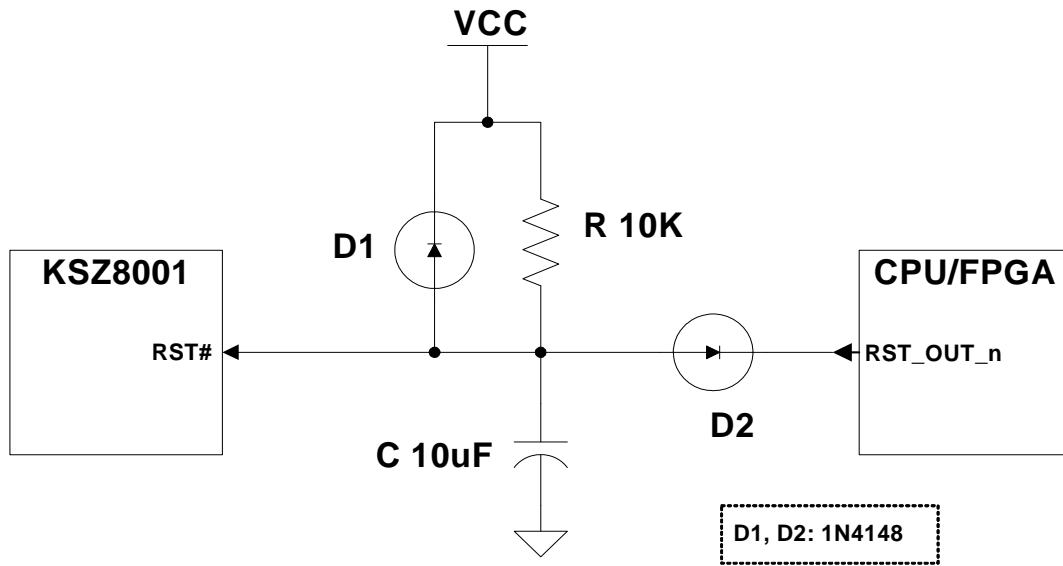 VCC
D1
R 10K
KSZ8001
CPU/FPGA
RST#
RST_OUT_n
D2
C 10uF
D1, D2: 1N4148